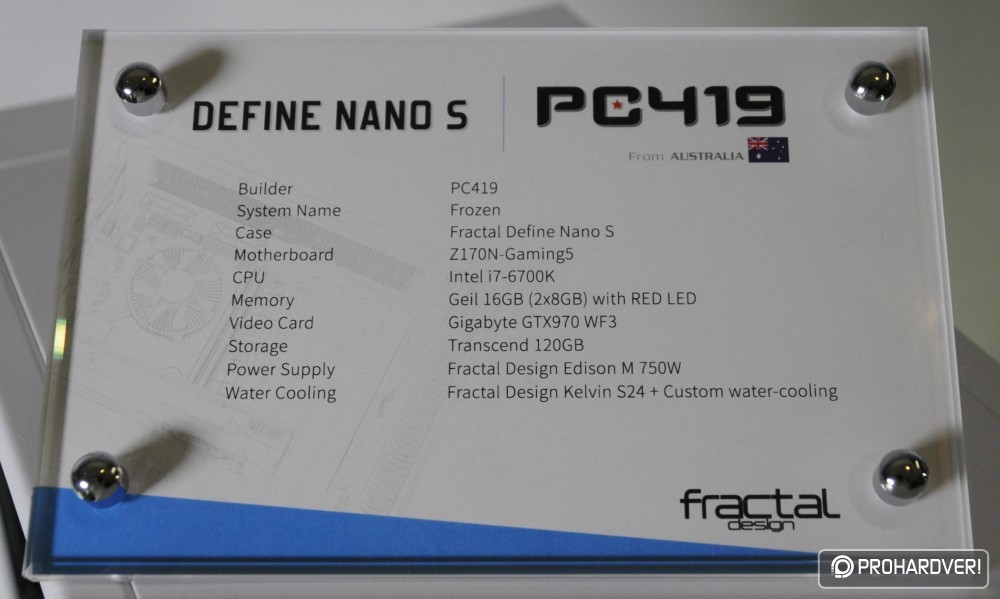 DEFINE NANO S
PC419
From AUSTRALIA
Builder PC419
System Name Frozen
Case Fractal Define Nano S
Motherboard Z170N-Gaming5
CPU Intel i7-6700K
Memory Geil 16GB (2x8GB) with RED LED
Video Card Gigabyte GTX970 WF3
Storage Transcend 120GB
Power Supply Fractal Design Edison M 750W
Water Cooling Fractal Design Kelvin S24 + Custom water-cooling
fractal
design
PROHARDVER!